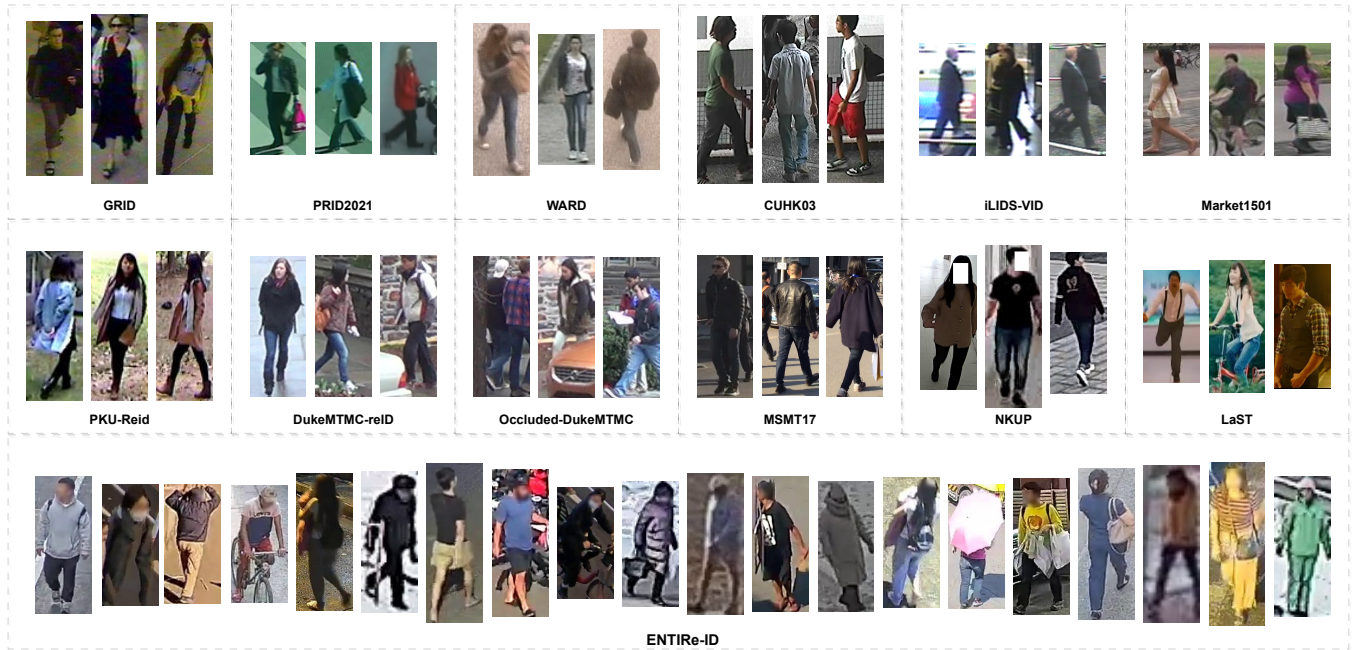 GRID
PRID2021
WARD
CUHK03
iLIDS-VID
Market1501
PKU-Reid
DukeMTMC-reID
Occluded-DukeMTMC
MSMT17
NKUP
LaST
ENTIRe-ID